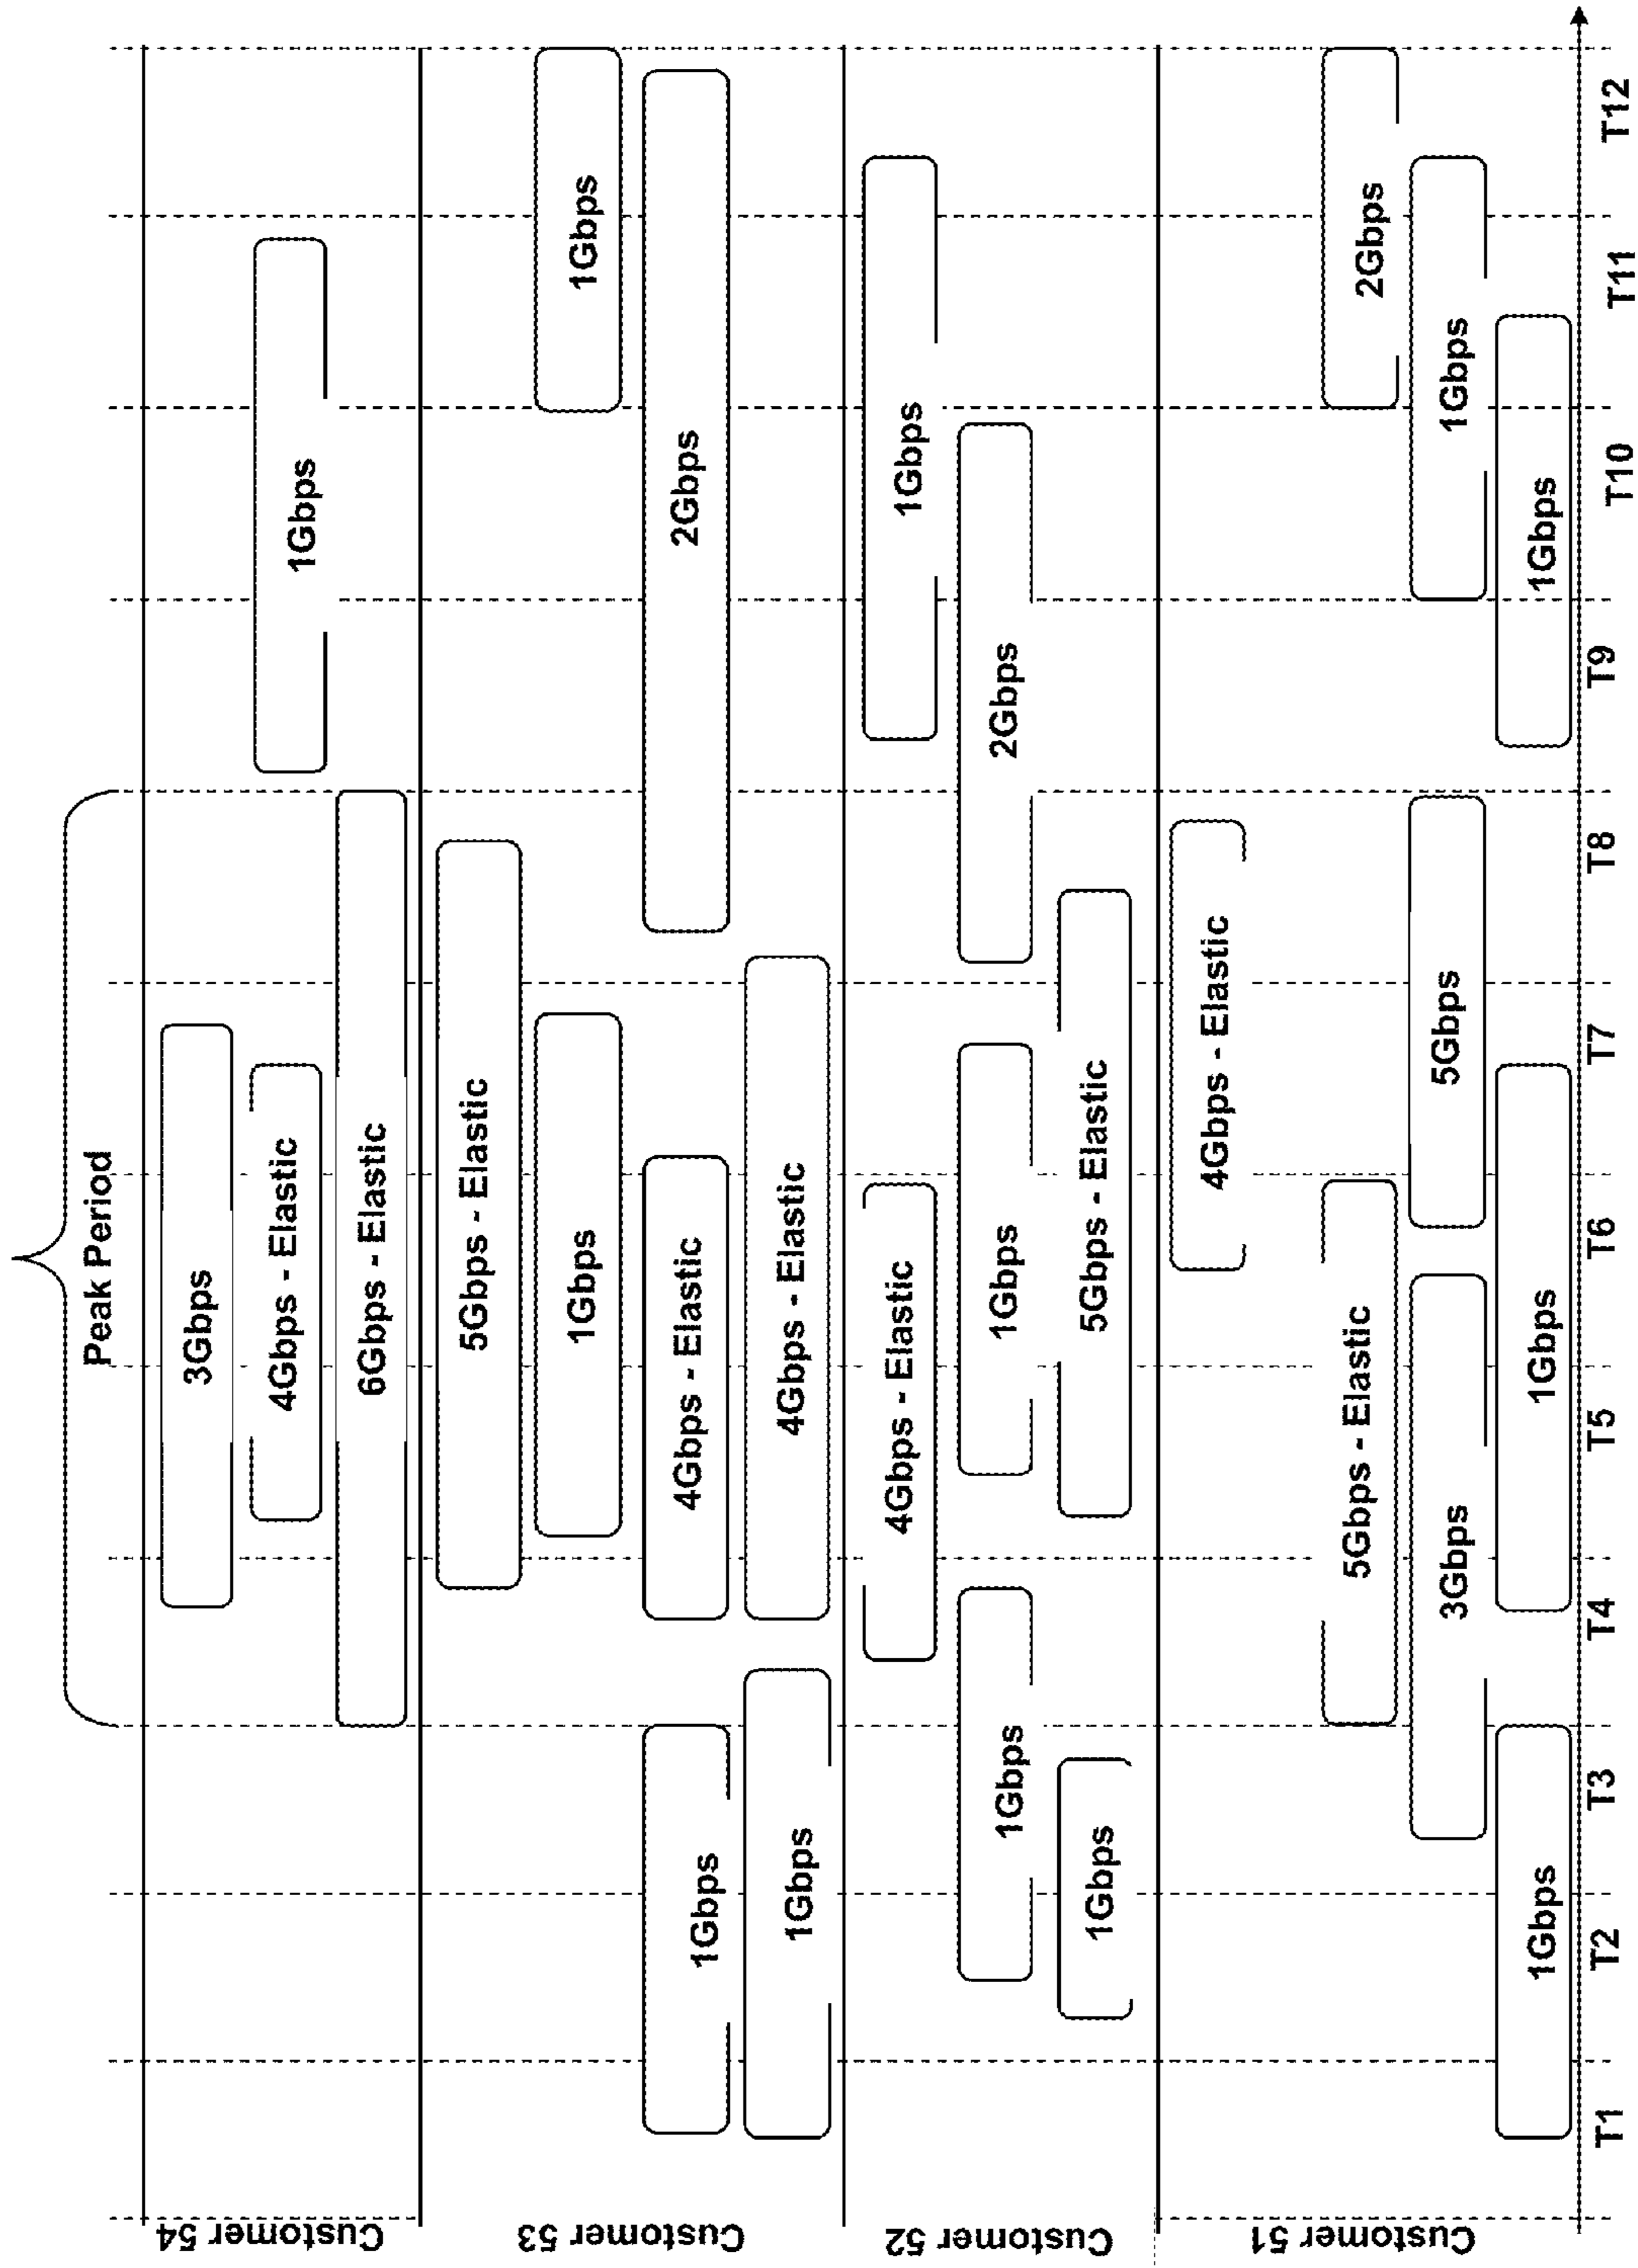 Peak Period
Customer 54
3Gbps
4Gbps - Elastic
1Gbps
6Gbps - Elastic
Customer 53
5Gbps - Elastic
1Gbps
1Gbps
1Gbps
4Gbps - Elastic
2Gbps
1Gbps
4Gbps - Elastic
Customer 52
4Gbps - Elastic
1Gbps
1Gbps
1Gbps
2Gbps
1Gbps
5Gbps - Elastic
Customer 51
4Gbps - Elastic
5Gbps - Elastic
2Gbps
3Gbps
5Gbps
1Gbps
1Gbps
1Gbps
1Gbps
T1 T2 T3 T4 T5 T6 T7 T8 T9 T10 T11 T12